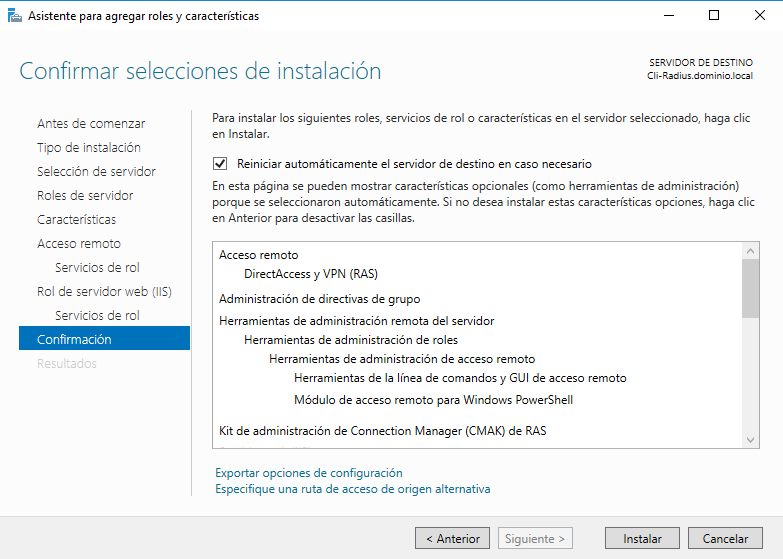 Asistente para agregar roles y características
Confirmar selecciones de instalación
SERVIDOR DE DESTINO
Cli-Radius.dominio.local
Antes de comenzar
Tipo de instalación
Selección de servidor
Roles de servidor
Características
Acceso remoto
Servicios de rol
Rol de servidor web (IIS)
Servicios de rol
Confirmación
Resultados
Para instalar los siguientes roles, servicios de rol o características en el servidor seleccionado, haga clic
en Instalar.
Reiniciar automáticamente el servidor de destino en caso necesario
En esta página se pueden mostrar características opcionales (como herramientas de administración)
porque se seleccionaron automáticamente. Si no desea instalar estas características opciones, haga clic
en Anterior para desactivar las casillas.
Acceso remoto
DirectAccess y VPN (RAS)
Administración de directivas de grupo
Herramientas de administración remota del servidor
Herramientas de administración de roles
Herramientas de administración de acceso remoto
Herramientas de la línea de comandos y GUI de acceso remoto
Módulo de acceso remoto para Windows PowerShell
Kit de administración de Connection Manager (CMAK) de RAS
Exportar opciones de configuración
Especifique una ruta de acceso de origen alternativa
< Anterior
Siguiente >
Instalar
Cancelar